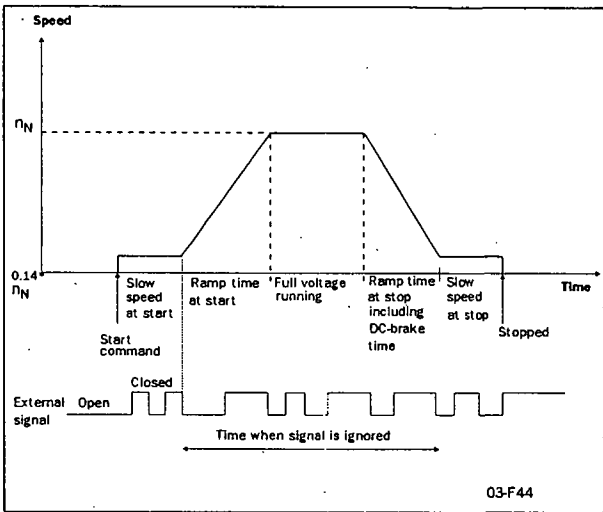 Speed
nN
0.14
nN
Slow
speed
at start
Ramp time
at start
Full voltage
running
Ramp time
at stop
including
DC-brake
time
Slow
speed
at stop
Time
Start
command
Stopped
Closed
External
signal
Open
Time when signal is ignored
03-F44